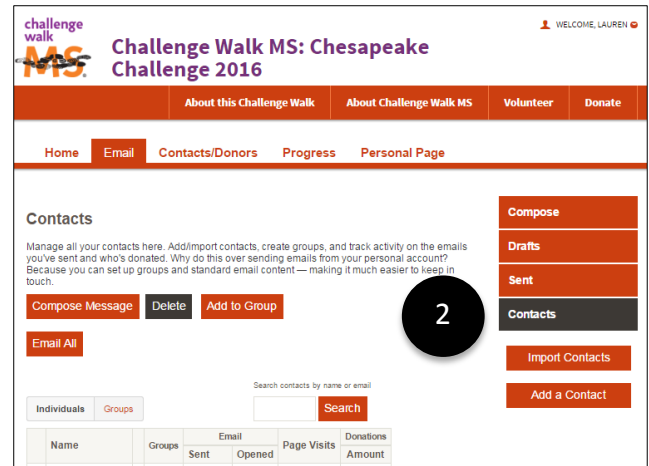 challenge
walk
MS.
WELCOME, LAUREN
Challenge Walk MS: Chesapeake
Challenge 2016
About this Challenge Walk About Challenge Walk MS Volunteer Donate
Home Email Contacts/Donors Progress Personal Page
Contacts
Manage all your contacts here. Add/import contacts, create groups, and track activity on the emails
you've sent and who's donated. Why do this over sending emails from your personal account?
Because you can set up groups and standard email content — making it much easier to keep in
touch.
Compose Message Delete Add to Group
Email All
Compose
Drafts
Sent
Contacts
2
Import Contacts
Add a Contact
Search contacts by name or email
Individuals Groups Search
Name Groups Email Page Visits Donations
Sent Opened Amount